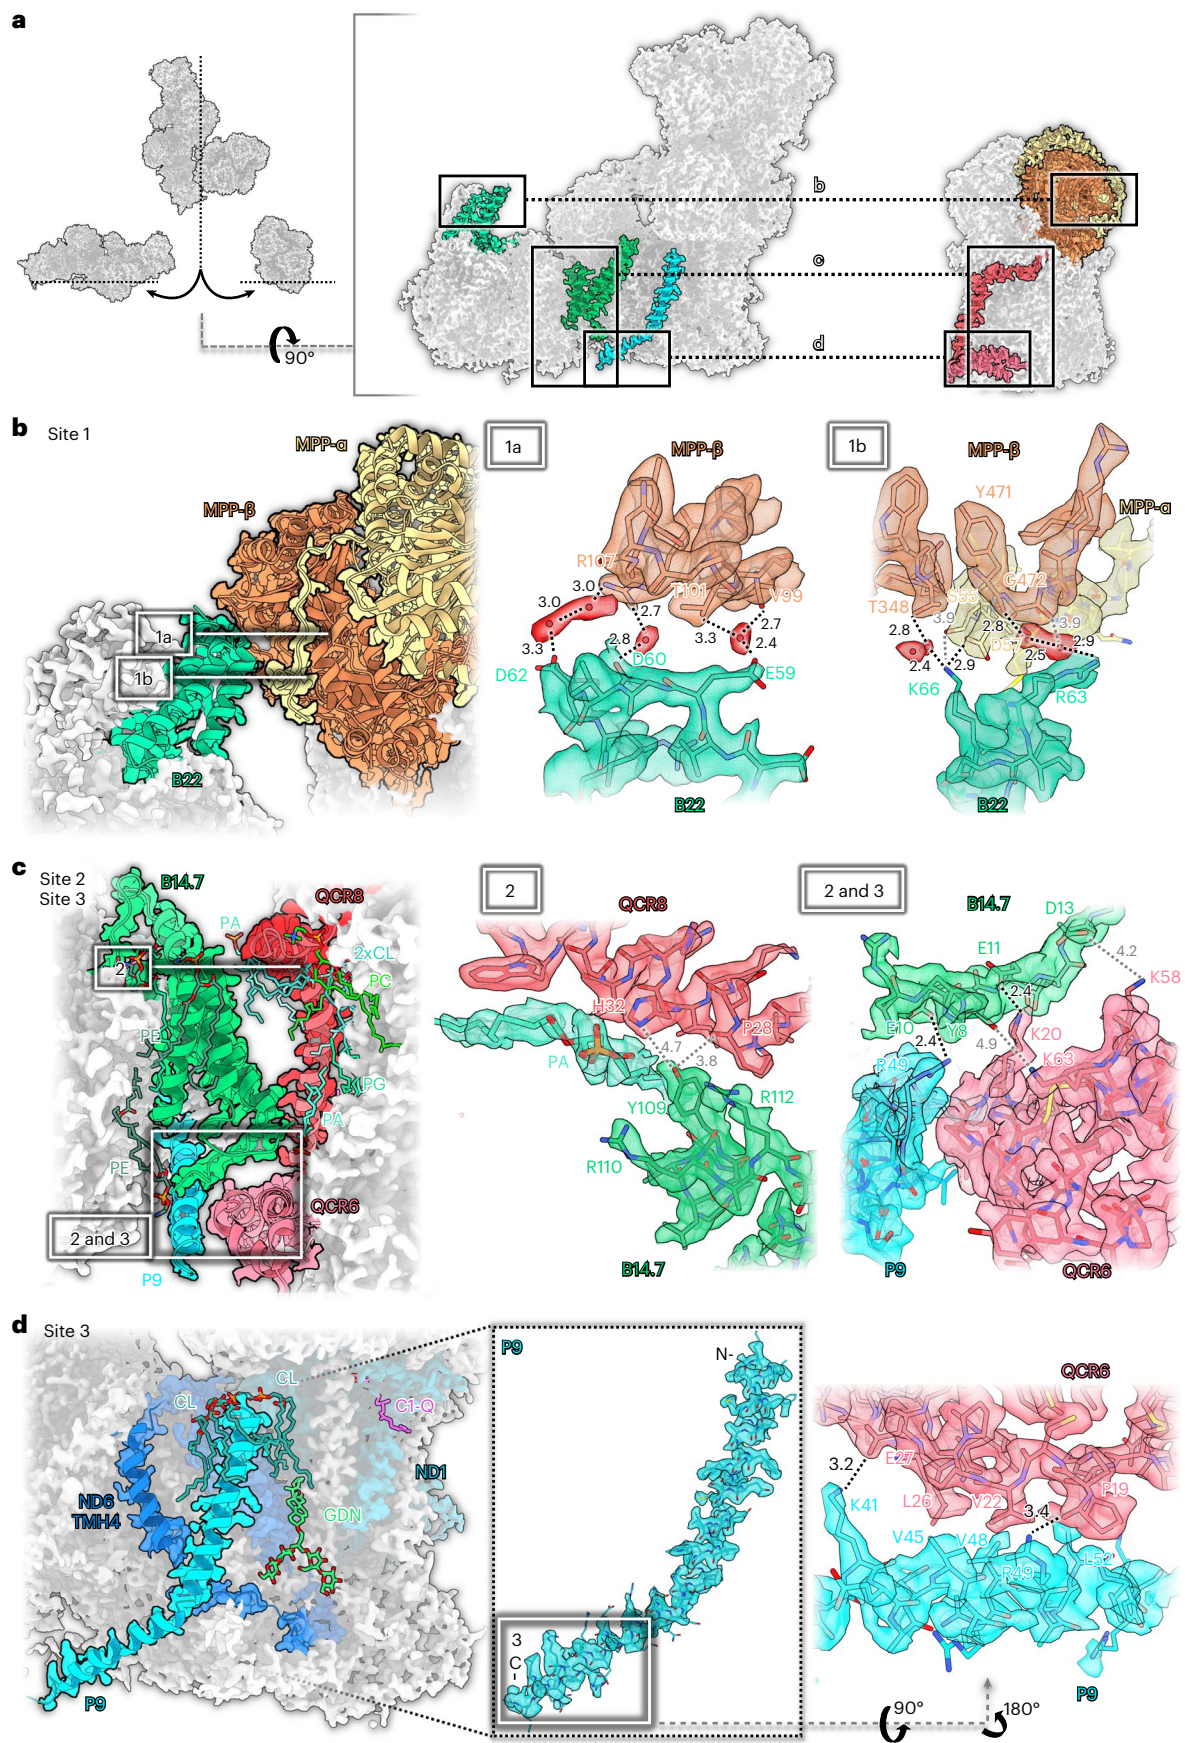 a
b
c
d
90°
b
Site 1
MPP-α
MPP-β
1a
1b
B22
1a
MPP-β
R107
T101
V99
3.0
3.0
2.7
2.7
3.3
2.4
3.3
2.8
D62
D60
E59
B22
1b
MPP-β
Y471
MPP-α
G472
S55
T348
3.9
2.8
3.9
2.8
D57
2.9
2.4
2.9
2.5
K66
R63
B22
c
Site 2
Site 3
B14.7
QCR8
PA
2
2xCL
PC
PE
PG
PA
PE
QCR6
2 and 3
P9
2
QCR8
H32
P28
PA
4.7
3.8
Y109
R112
R110
B14.7
2 and 3
B14.7
D13
E11
4.2
K58
2.4
E10
Y8
K20
2.4
4.9
K63
R49
P9
QCR6
d
Site 3
CL
CL
C1-Q
ND1
ND6
TMH4
GDN
P9
P9
N-
3
C-
QCR6
3.2
E27
K41
L26
V22
P19
3.4
V45
V48
R49
L52
P9
90°
180°